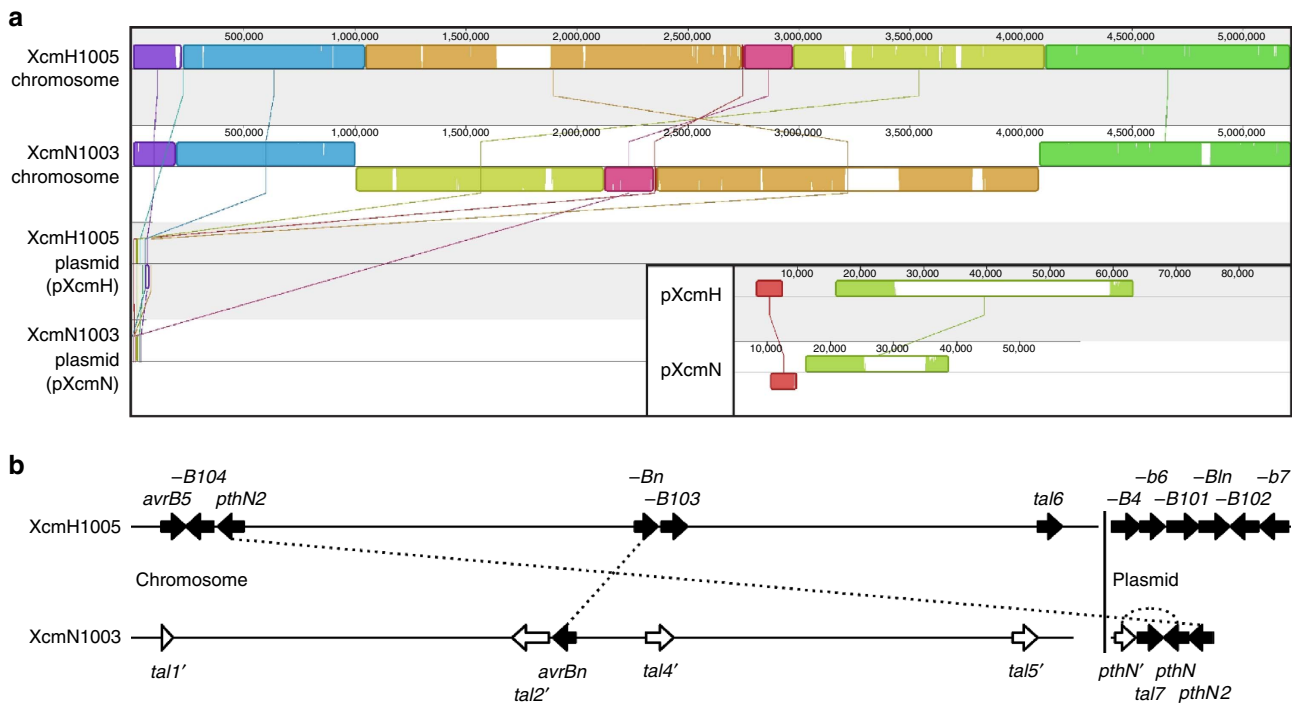 a
500,000 1,000,000 1,500,000 2,000,000 2,500,000 3,000,000 3,500,000 4,000,000 4,500,000 5,000,000
XcmH1005
chromosome
500,000 1,000,000 1,500,000 2,000,000 2,500,000 3,000,000 3,500,000 4,000,000 4,500,000 5,000,000
XcmN1003
chromosome
XcmH1005
plasmid
(pXcmH)
XcmN1003
plasmid
(pXcmN)
10,000 20,000 30,000 40,000 50,000 60,000 70,000 80,000
pXcmH
10,000 20,000 30,000 40,000 50,000
pXcmN
b
–B104 –Bn –b6 –Bln –b7
avrB5 pthN2 –B103 tal6 –B4 –B101 –B102
XcmH1005
Chromosome Plasmid
XcmN1003
tal1′ avrBn tal4′ tal5′ pthN′ pthN
tal2′ tal7 pthN2